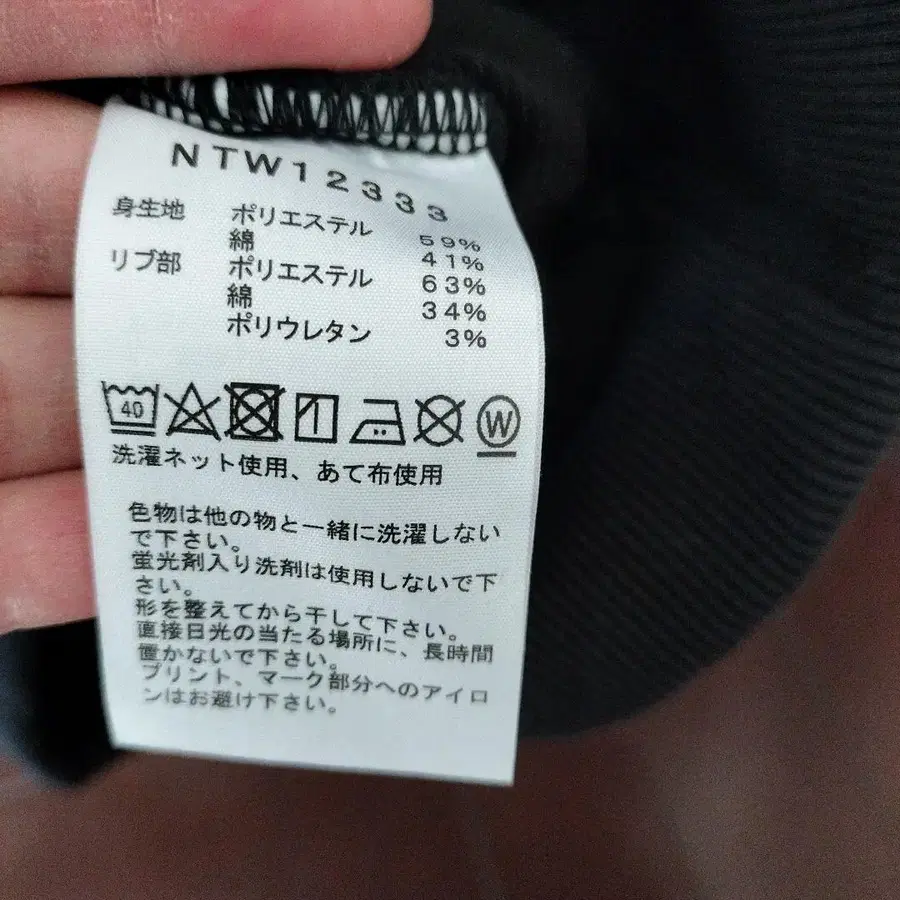 NTW12333
身生地 ポリエステル 59%
綿 41%
リブ部 ポリエステル 63%
綿 34%
ポリウレタン 3%
40
W
洗濯ネット使用、あて布使用
色物は他の物と一緒に洗濯しない
で下さい。
蛍光剤入り洗剤は使用しないで下
さい。
形を整えてから干して下さい。
直接日光の当たる場所に、長時間
置かないで下さい。
プリント、マーク部分へのアイロ
ンはお避け下さい。